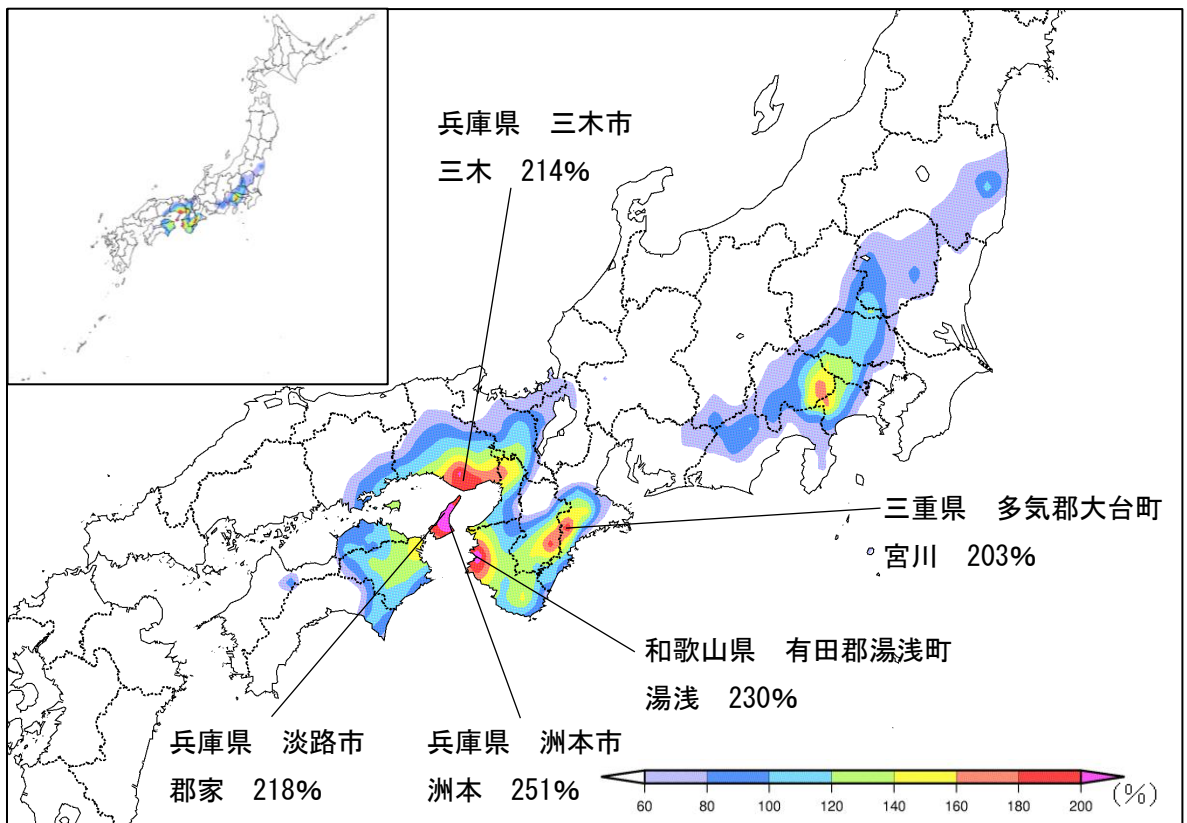 兵庫県　三木市
三木　214%
三重県　多気郡大台町
宮川　203%
和歌山県　有田郡湯浅町
湯浅　230%
兵庫県　淡路市
郡家　218%
兵庫県　洲本市
洲本　251%
60 80 100 120 140 160 180 200 (%)